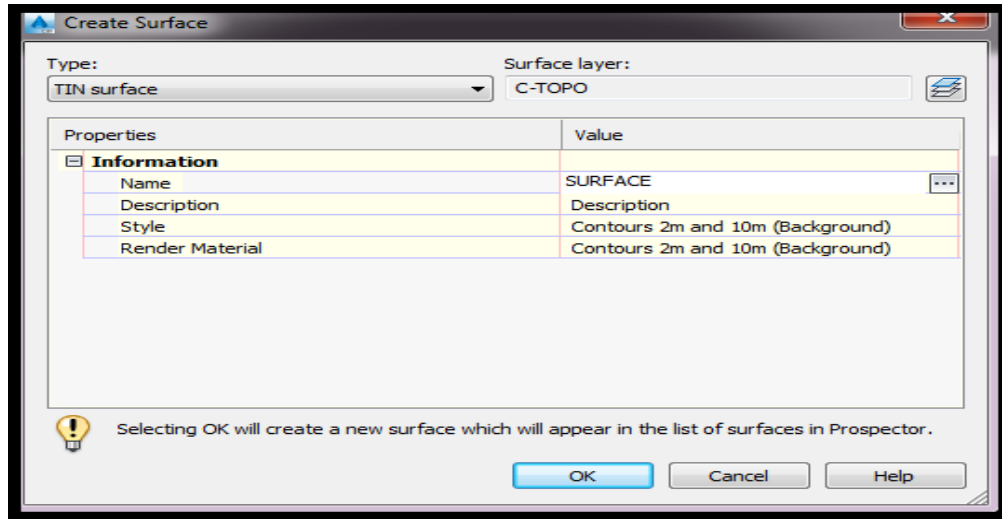 Create Surface
Type: Surface layer:
TIN surface C-TOPO
Properties Value
Information
Name SURFACE
Description Description
Style Contours 2m and 10m (Background)
Render Material Contours 2m and 10m (Background)
Selecting OK will create a new surface which will appear in the list of surfaces in Prospector.
OK Cancel Help